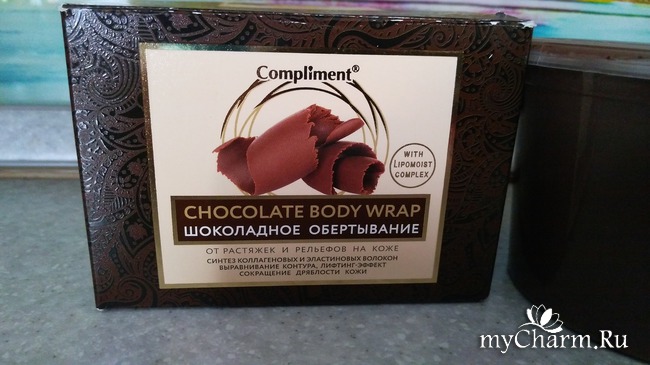 Compliment®
WITH
LIPOMOIST
COMPLEX
CHOCOLATE BODY WRAP
ШОКОЛАДНОЕ ОБЕРТЫВАНИЕ
ОТ РАСТЯЖЕК И РЕЛЬЕФОВ НА КОЖЕ
СИНТЕЗ КОЛЛАГЕНОВЫХ И ЭЛАСТИНОВЫХ ВОЛОКОН
ВЫРАВНИВАНИЕ КОНТУРА, ЛИФТИНГ-ЭФФЕКТ
СОКРАЩЕНИЕ ДРЯБЛОСТИ КОЖИ
myCharm.Ru